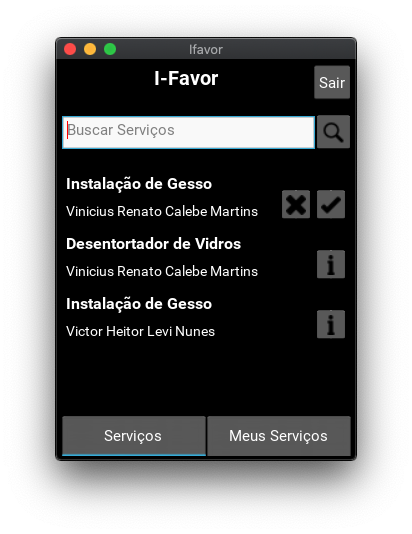 Ifavor
I-Favor
Sair
Buscar Serviços
Instalação de Gesso
Vinicius Renato Calebe Martins
Desentortador de Vidros
Vinicius Renato Calebe Martins
Instalação de Gesso
Victor Heitor Levi Nunes
Serviços
Meus Serviços